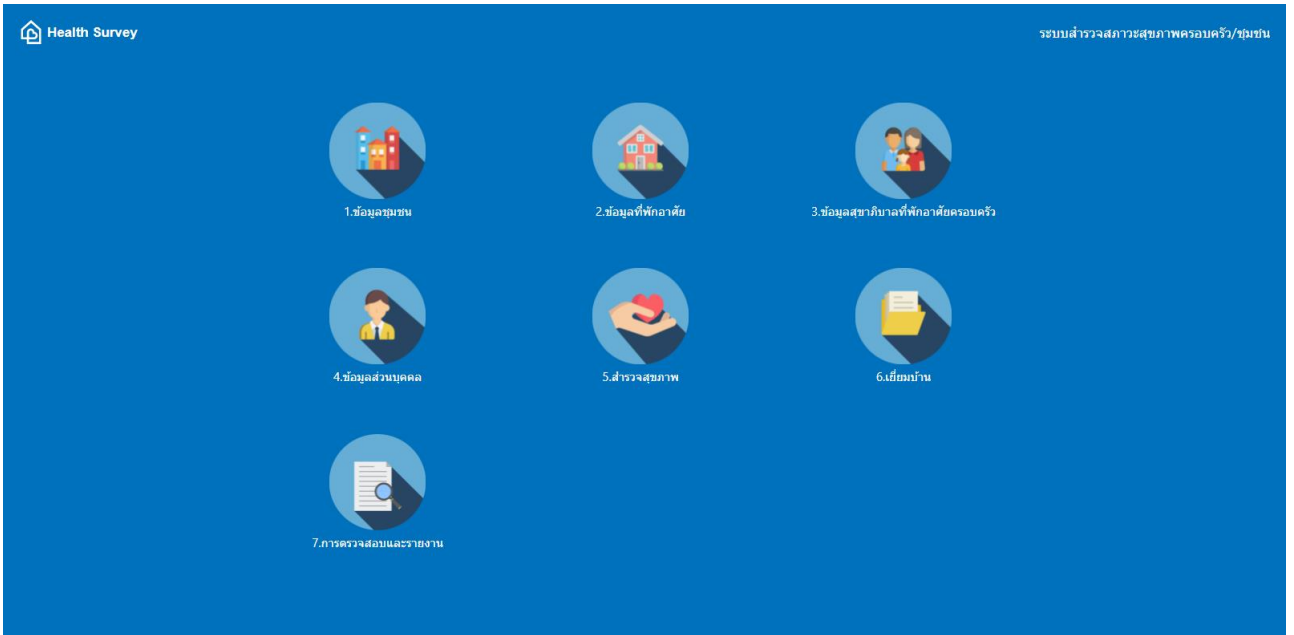 Health Survey
ระบบสำรวจสภาวะสุขภาพครอบครัว/ชุมชน
1.ข้อมูลชุมชน
2.ข้อมูลที่พักอาศัย
3.ข้อมูลสุขาภิบาลที่พักอาศัยครอบครัว
4.ข้อมูลส่วนบุคคล
5.สำรวจสุขภาพ
6.เยี่ยมบ้าน
7.การตรวจสอบและรายงาน